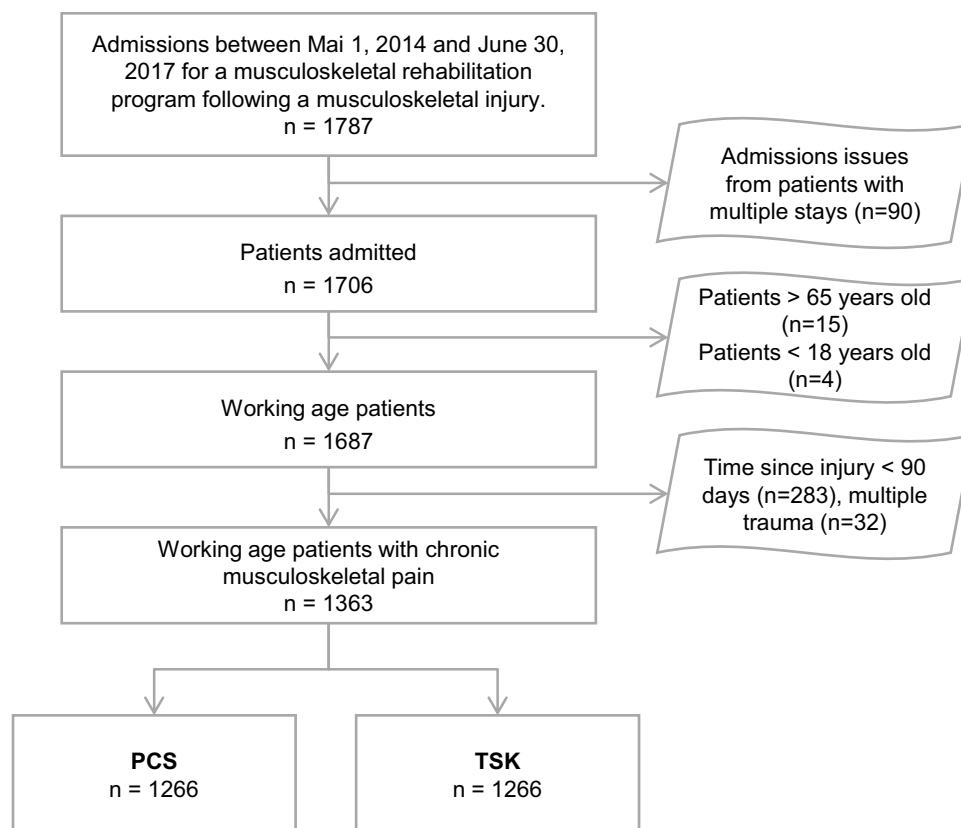 Admissions between Mai 1, 2014 and June 30,
2017 for a musculoskeletal rehabilitation
program following a musculoskeletal injury.
n = 1787
Admissions issues
from patients with
multiple stays (n=90)
Patients admitted
n = 1706
Patients > 65 years old
(n=15)
Patients < 18 years old
(n=4)
Working age patients
n = 1687
Time since injury < 90
days (n=283), multiple
trauma (n=32)
Working age patients with chronic
musculoskeletal pain
n = 1363
PCS
n = 1266
TSK
n = 1266